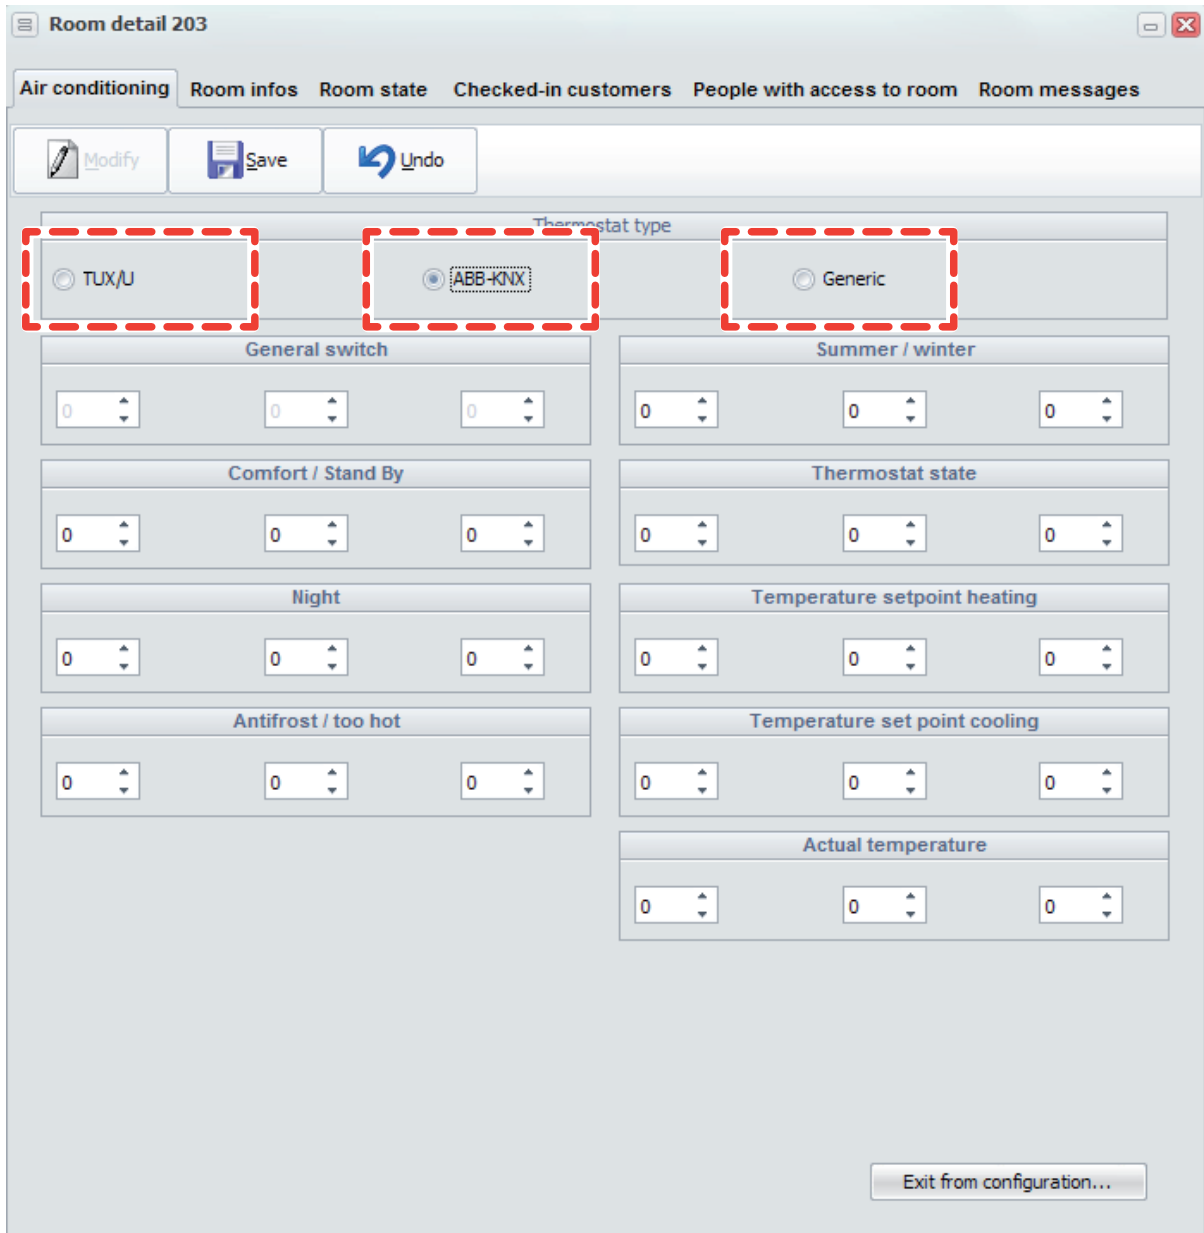 Room detail 203
Air conditioning Room infos Room state Checked-in customers People with access to room Room messages
Modify Save Undo
Thermostat type
TUX/U ABB-KNX Generic
General switch Summer / winter
0 0 0 0 0 0
Comfort / Stand By Thermostat state
0 0 0 0 0 0
Night Temperature setpoint heating
0 0 0 0 0 0
Antifrost / too hot Temperature set point cooling
0 0 0 0 0 0
Actual temperature
0 0 0
Exit from configuration...